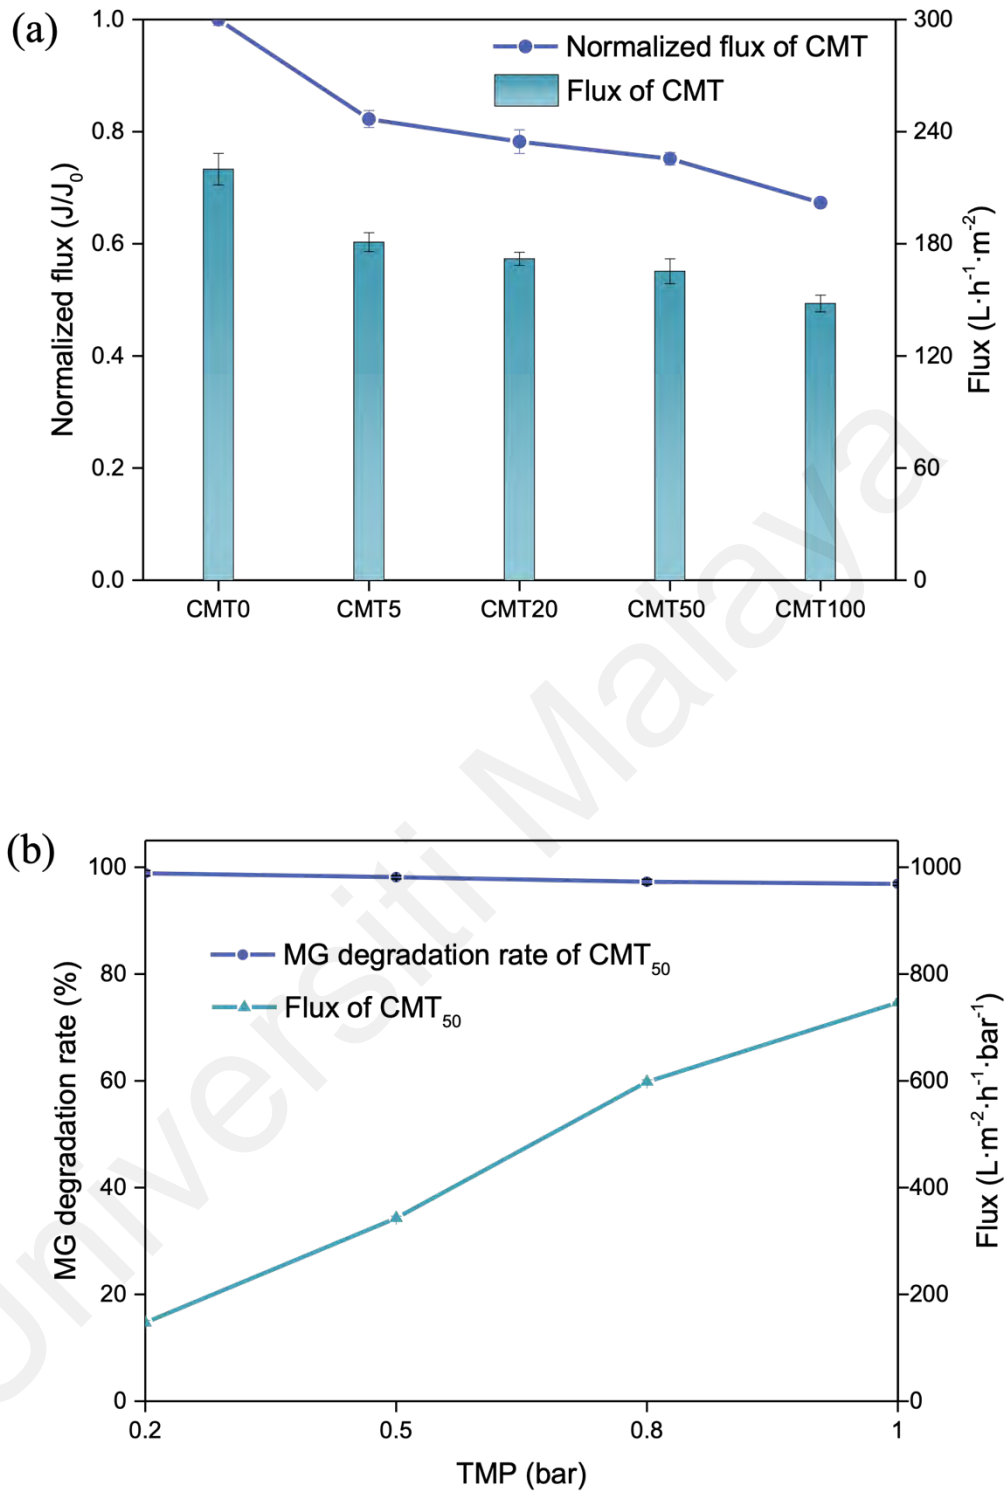 (a)
Normalized flux of CMT
Flux of CMT
1.0
0.8
0.6
0.4
0.2
0.0
Normalized flux (J/J₀)
300
240
180
120
60
0
Flux (L·h⁻¹·m⁻²)
CMT0 CMT5 CMT20 CMT50 CMT100
Universiti Malaya
(b)
MG degradation rate of CMT₅₀
Flux of CMT₅₀
100
80
60
40
20
0
MG degradation rate (%)
1000
800
600
400
200
0
Flux (L·m⁻²·h⁻¹·bar⁻¹)
0.2 0.5 0.8 1
TMP (bar)